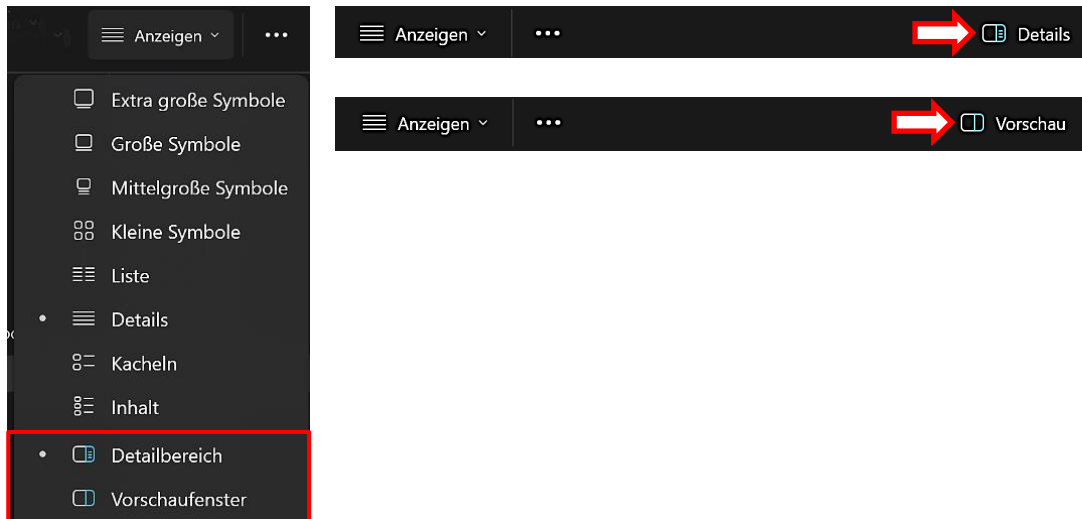 Anzeigen
Extra große Symbole
Große Symbole
Mittelgroße Symbole
Kleine Symbole
Liste
Details
Kacheln
Inhalt
Detailbereich
Vorschaufenster
Anzeigen Details
Anzeigen Vorschau